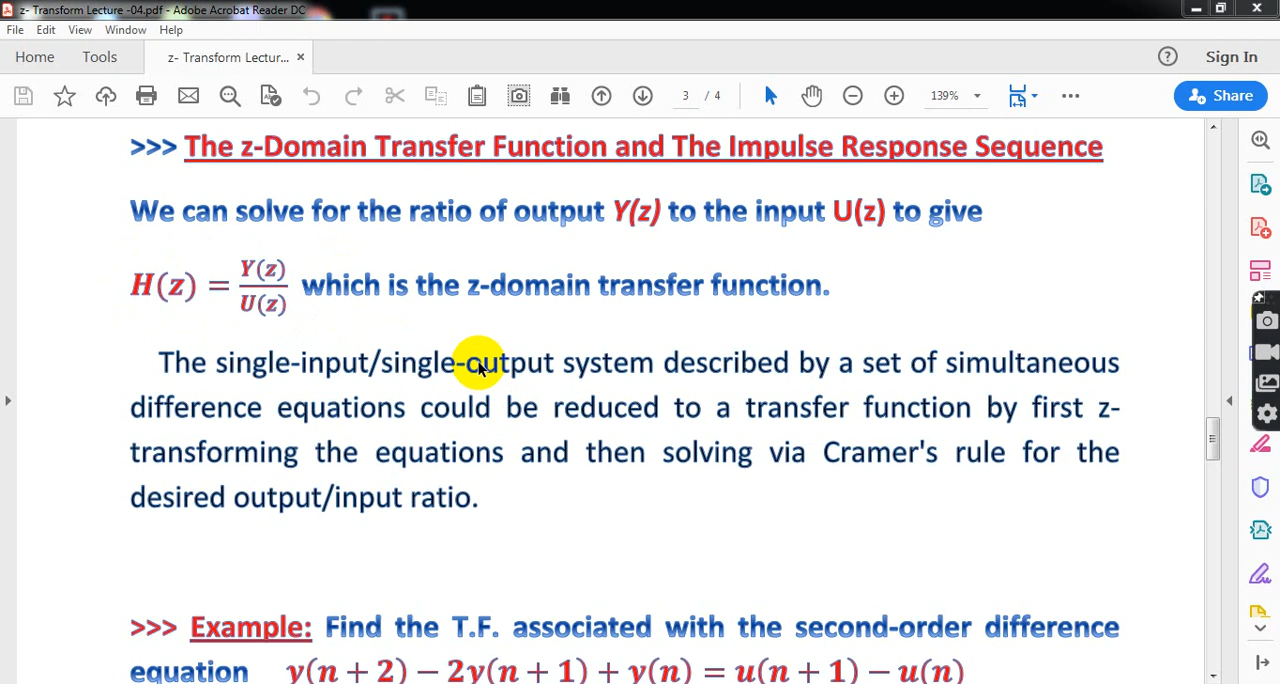 z- Transform Lecture -04.pdf - Adobe Acrobat Reader DC
File Edit View Window Help
Home Tools z- Transform Lectur... × Sign In
3 / 4 139% Share
>>> The z-Domain Transfer Function and The Impulse Response Sequence
We can solve for the ratio of output Y(z) to the input U(z) to give
H(z) = Y(z)/U(z) which is the z-domain transfer function.
The single-input/single-output system described by a set of simultaneous
difference equations could be reduced to a transfer function by first z-
transforming the equations and then solving via Cramer's rule for the
desired output/input ratio.
>>> Example: Find the T.F. associated with the second-order difference
equation y(n + 2) − 2y(n + 1) + y(n) = u(n + 1) − u(n)